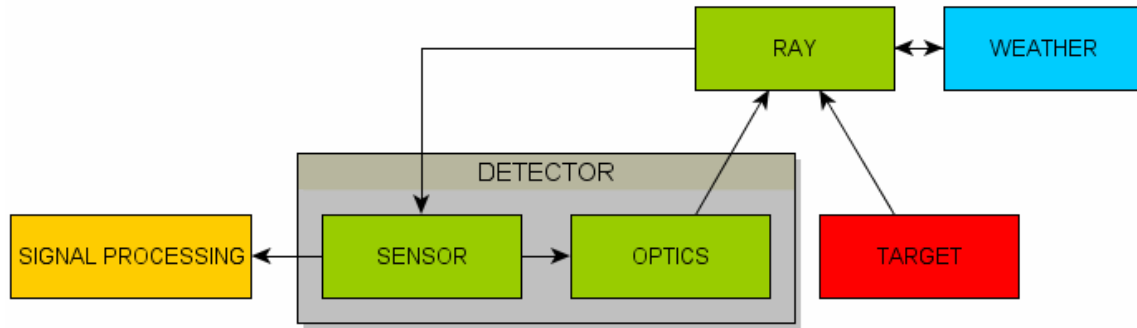 RAY
WEATHER
DETECTOR
SIGNAL PROCESSING
SENSOR
OPTICS
TARGET